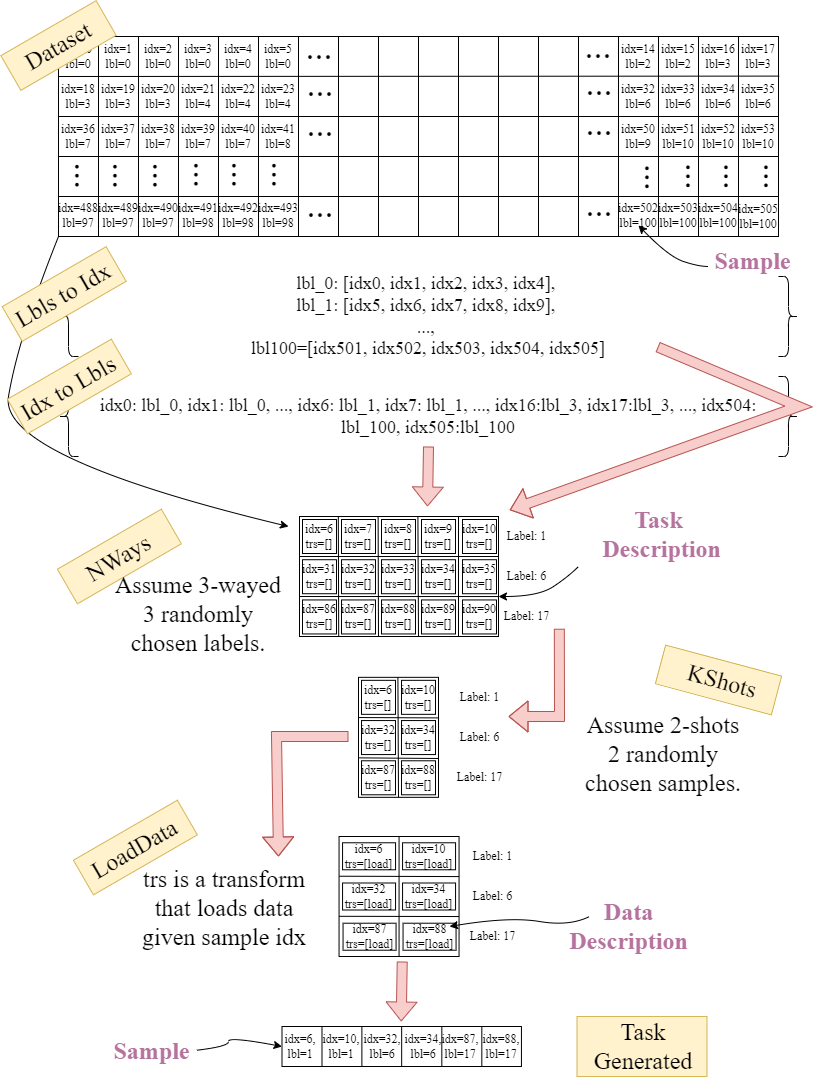 Dataset
idx=1 idx=2 idx=3 idx=4 idx=5 ... ... idx=14 idx=15 idx=16 idx=17
lbl=0 lbl=0 lbl=0 lbl=0 lbl=0 lbl=0 lbl=2 lbl=2 lbl=3 lbl=3
idx=18 idx=19 idx=20 idx=21 idx=22 idx=23 ... ... idx=32 idx=33 idx=34 idx=35
lbl=3 lbl=3 lbl=3 lbl=4 lbl=4 lbl=4 lbl=6 lbl=6 lbl=6 lbl=6
idx=36 idx=37 idx=38 idx=39 idx=40 idx=41 ... idx=50 idx=51 idx=52 idx=53
lbl=7 lbl=7 lbl=7 lbl=7 lbl=7 lbl=8 lbl=9 lbl=10 lbl=10 lbl=10
idx=488 idx=489 idx=490 idx=491 idx=492 idx=493 ... ... idx=502 idx=503 idx=504 idx=505
lbl=97 lbl=97 lbl=97 lbl=98 lbl=98 lbl=98 lbl=100 lbl=100 lbl=100 lbl=100
Sample
Lbls to Idx
lbl_0: [idx0, idx1, idx2, idx3, idx4],
lbl_1: [idx5, idx6, idx7, idx8, idx9],
...,
lbl100=[idx501, idx502, idx503, idx504, idx505]
Idx to Lbls
idx0: lbl_0, idx1: lbl_0, ..., idx6: lbl_1, idx7: lbl_1, ..., idx16:lbl_3, idx17:lbl_3, ..., idx504:
lbl_100, idx505:lbl_100
NWays
Assume 3-wayed
3 randomly
chosen labels.
idx=6 idx=7 idx=8 idx=9 idx=10
trs=[] trs=[] trs=[] trs=[] trs=[]
Label: 1
idx=31 idx=32 idx=33 idx=34 idx=35
trs=[] trs=[] trs=[] trs=[] trs=[]
Label: 6
idx=86 idx=87 idx=88 idx=89 idx=90
trs=[] trs=[] trs=[] trs=[] trs=[]
Label: 17
Task
Description
KShots
Assume 2-shots
2 randomly
chosen samples.
idx=6 idx=10
trs=[] trs=[]
Label: 1
idx=32 idx=34
trs=[] trs=[]
Label: 6
idx=87 idx=88
trs=[] trs=[]
Label: 17
LoadData
trs is a transform
that loads data
given sample idx
idx=6 idx=10
trs=[load] trs=[load]
Label: 1
idx=32 idx=34
trs=[load] trs=[load]
Label: 6
idx=87 idx=88
trs=[load] trs=[load]
Label: 17
Data
Description
Sample
idx=6, idx=10, idx=32, idx=34, idx=87, idx=88,
lbl=1 lbl=1 lbl=6 lbl=6 lbl=17 lbl=17
Task
Generated